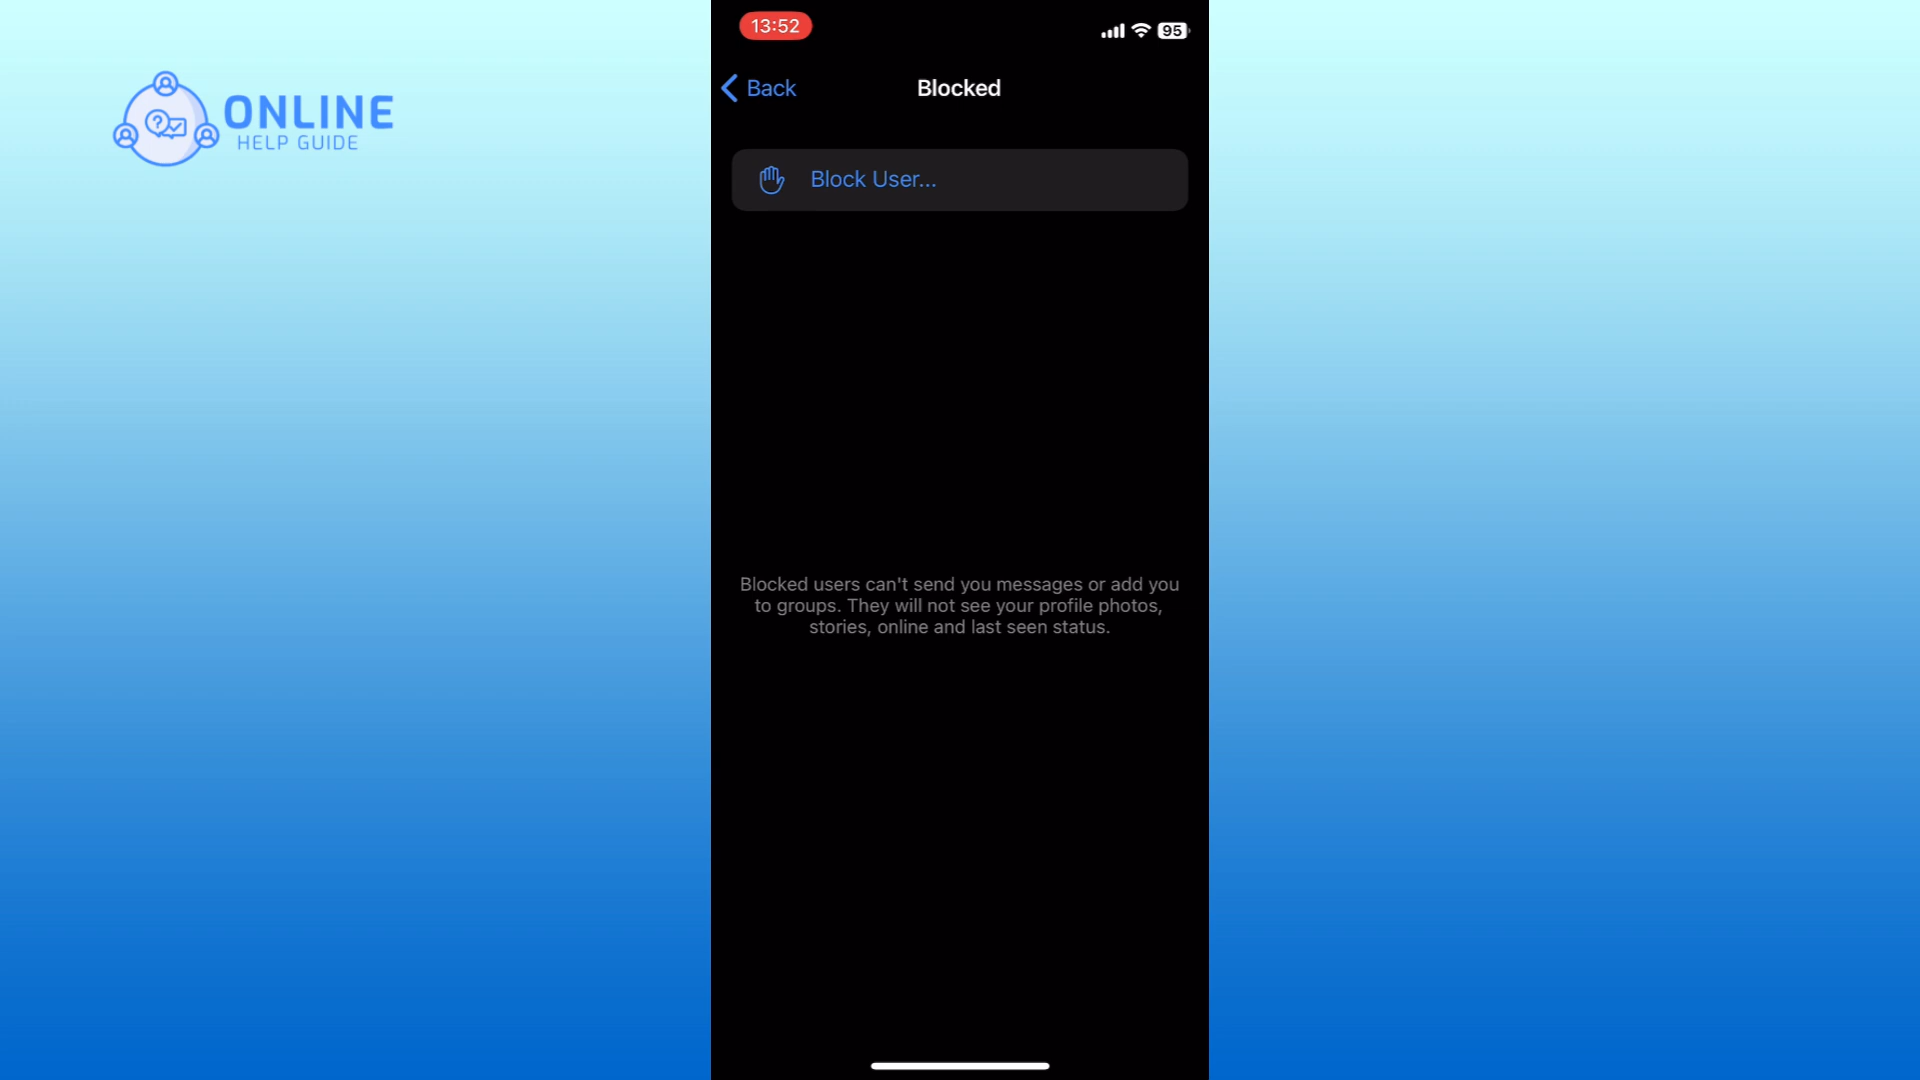 13:52
95
ONLINE
HELP GUIDE
Back
Blocked
Block User...
Blocked users can't send you messages or add you
to groups. They will not see your profile photos,
stories, online and last seen status.